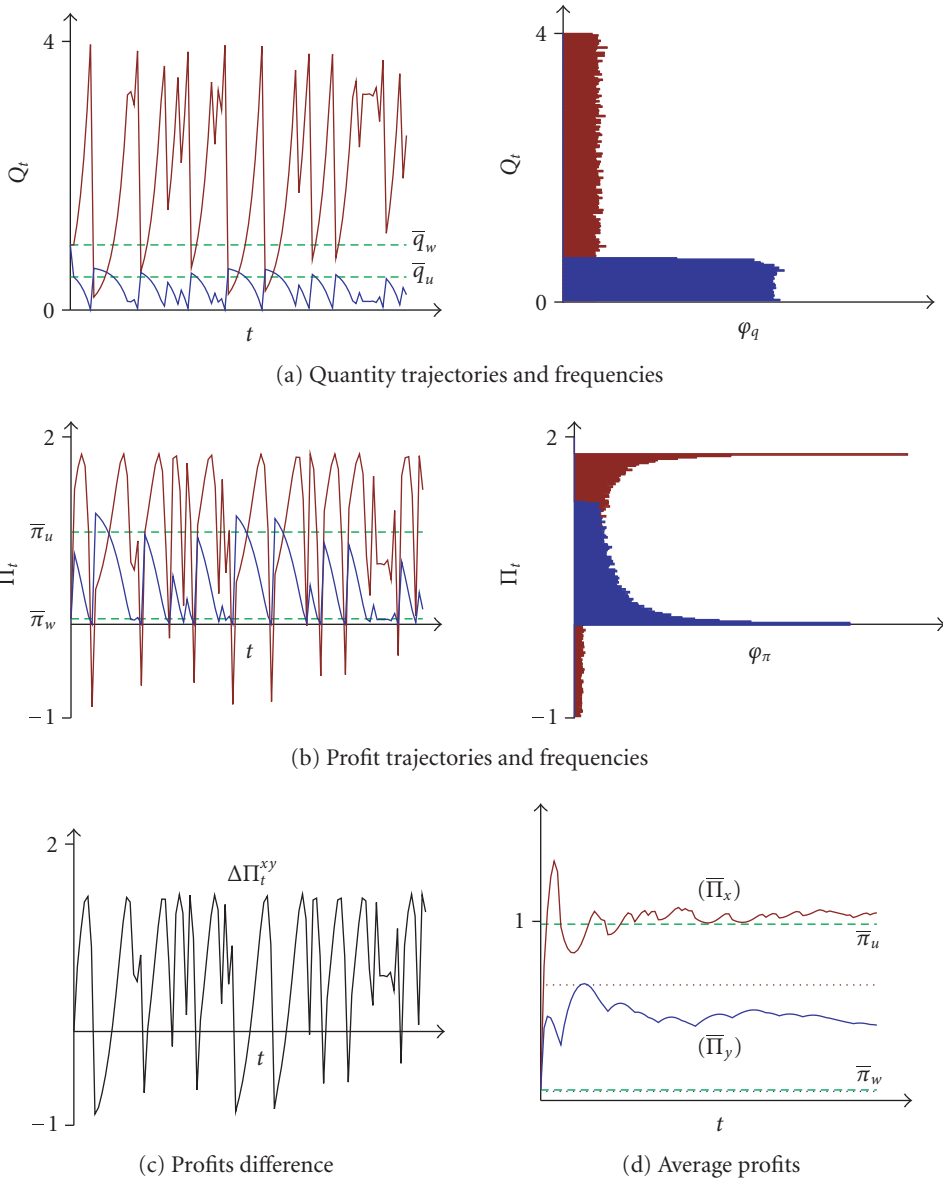 4
Q_t
0
t
q̅_w
q̅_u
4
Q_t
0
φ_q
(a) Quantity trajectories and frequencies
2
π̅_u
Π_t
π̅_w
t
−1
2
Π_t
φ_π
−1
(b) Profit trajectories and frequencies
2
ΔΠ_t^{xy}
t
−1
(c) Profits difference
1
(Π̅_x)
π̅_u
(Π̅_y)
π̅_w
t
(d) Average profits